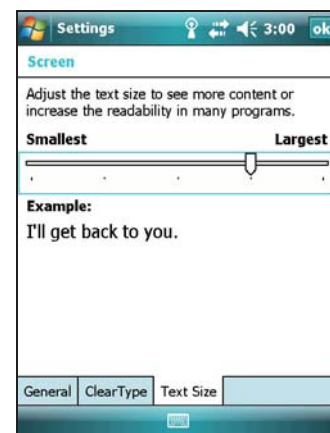 Settings 3:00 ok
Screen
Adjust the text size to see more content or
increase the readability in many programs.
Smallest Largest
Example:
I'll get back to you.
General ClearType Text Size